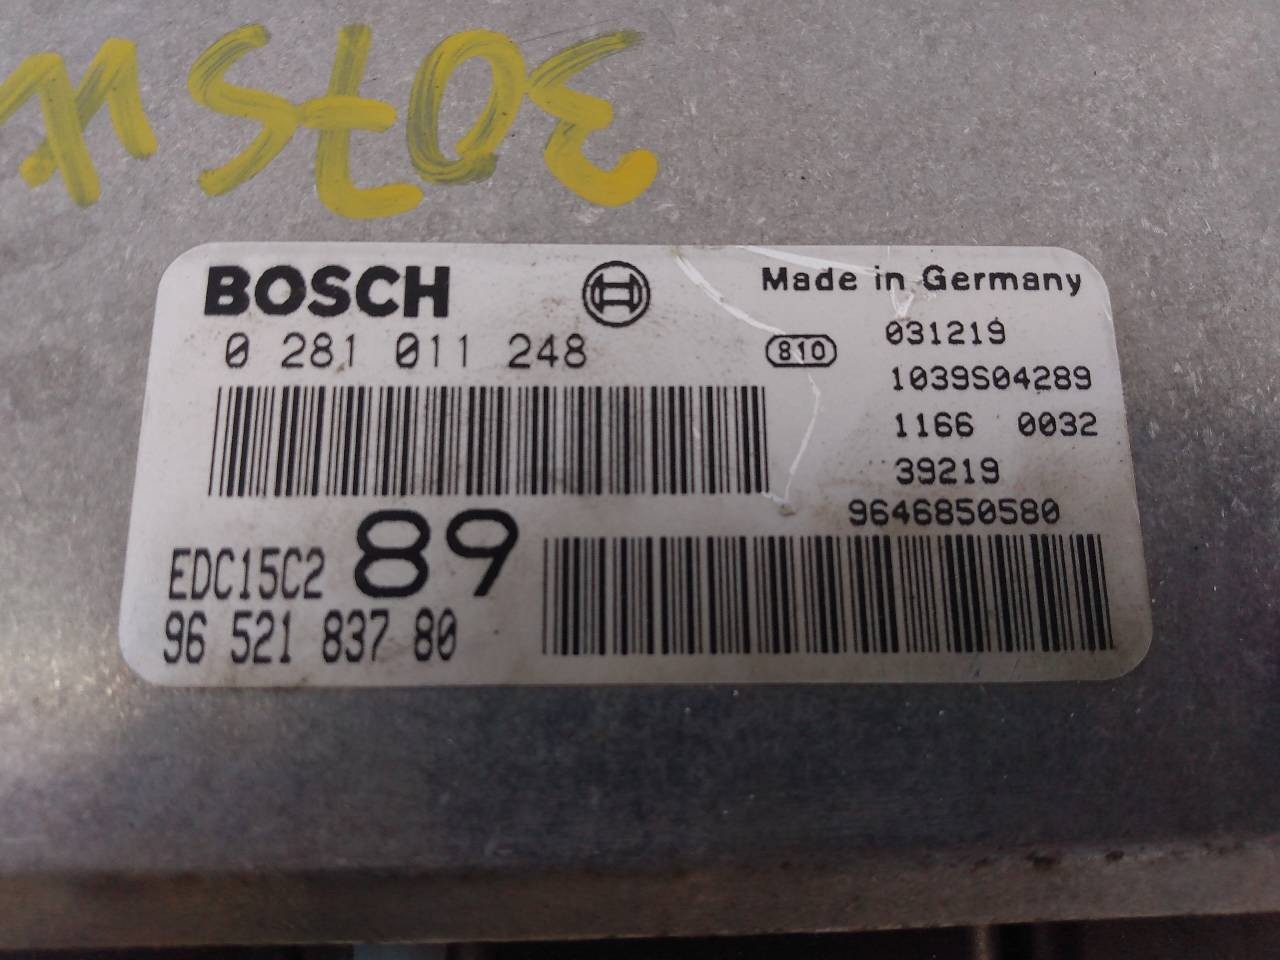 307SW
BOSCH
Made in Germany
0 281 011 248
810
031219
1039S04289
1166 0032
39219
9646850580
EDC15C2 89
96 521 837 80